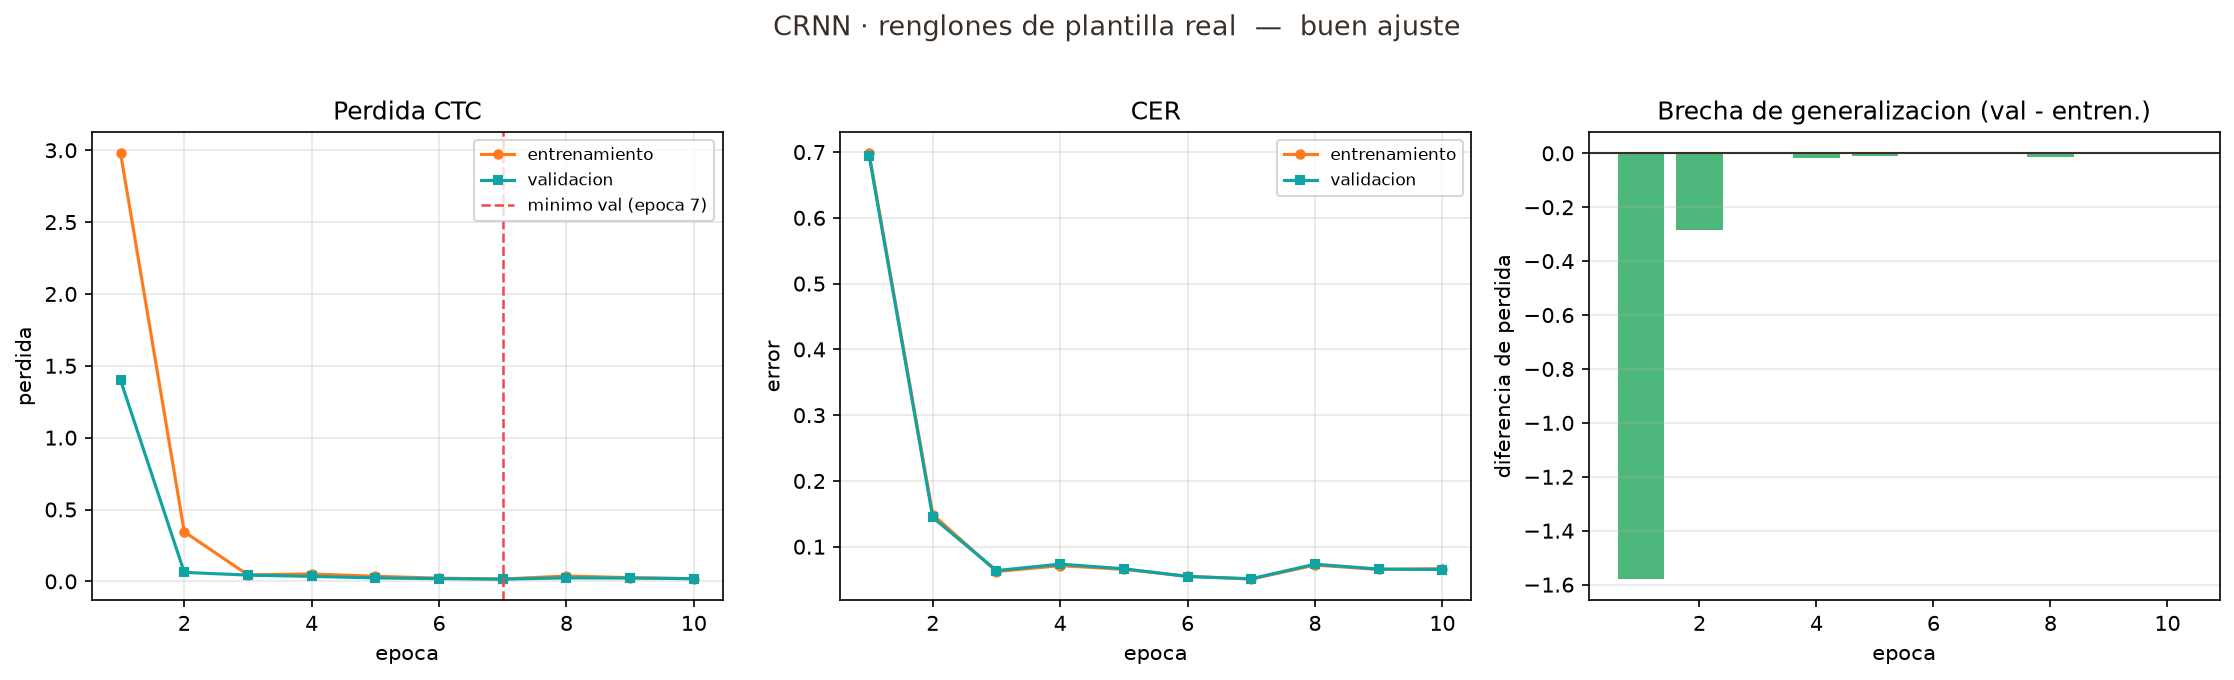 CRNN · renglones de plantilla real — buen ajuste
Perdida CTC
3.0
2.5
2.0
1.5
1.0
0.5
0.0
perdida
2 4 6 8 10
epoca
entrenamiento
validacion
minimo val (epoca 7)
CER
0.7
0.6
0.5
0.4
0.3
0.2
0.1
error
2 4 6 8 10
epoca
entrenamiento
validacion
Brecha de generalizacion (val - entren.)
0.0
−0.2
−0.4
−0.6
−0.8
−1.0
−1.2
−1.4
−1.6
diferencia de perdida
2 4 6 8 10
epoca